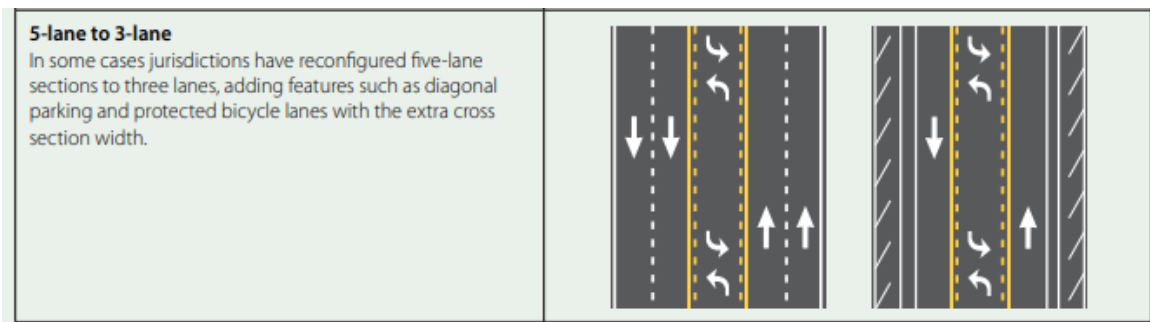 5-lane to 3-lane
In some cases jurisdictions have reconfigured five-lane
sections to three lanes, adding features such as diagonal
parking and protected bicycle lanes with the extra cross
section width.